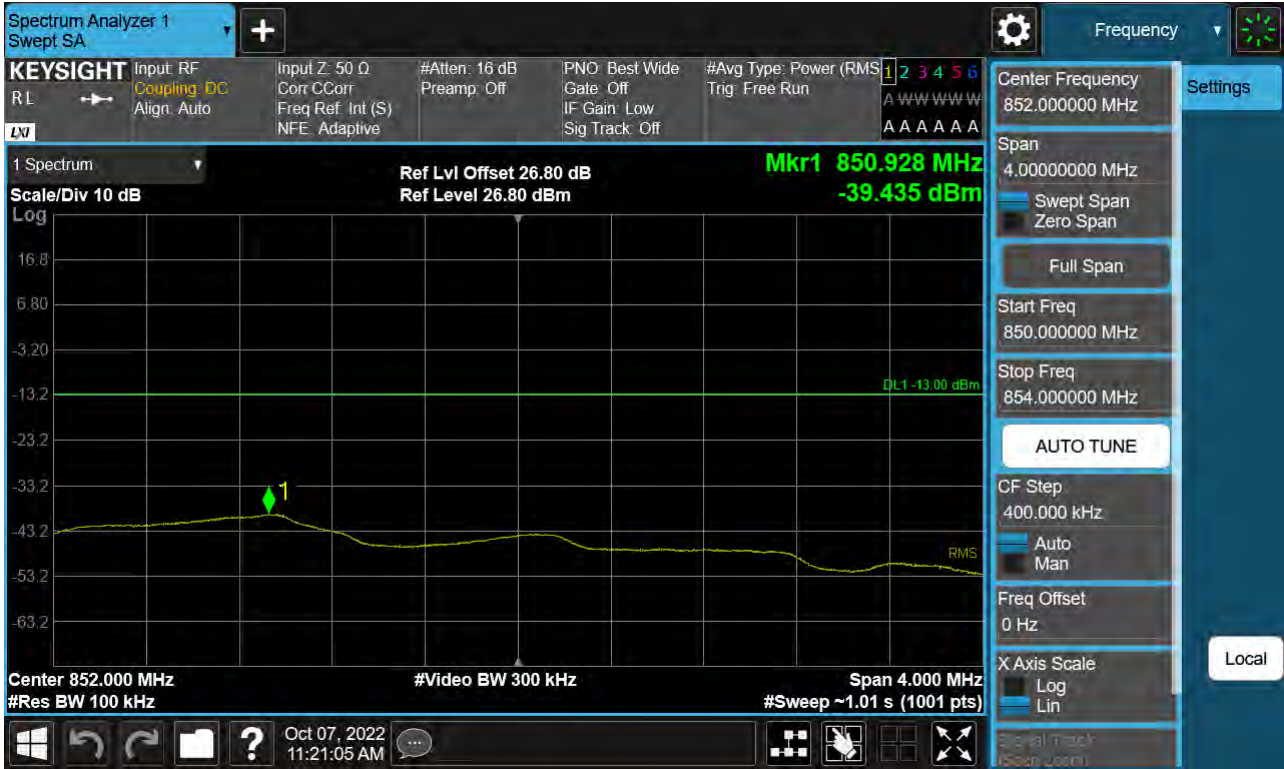 Spectrum Analyzer 1
Swept SA
Frequency
KEYSIGHT
R L
LXI
Input: RF
Coupling: DC
Align: Auto
Input Z: 50 Ω
Corr CCorr
Freq Ref: Int (S)
NFE: Adaptive
#Atten: 16 dB
Preamp: Off
PNO: Best Wide
Gate: Off
IF Gain: Low
Sig Track: Off
#Avg Type: Power (RMS
Trig: Free Run
1 2 3 4 5 6
A W W W W W
A A A A A A
1 Spectrum
Scale/Div 10 dB
Ref Lvl Offset 26.80 dB
Ref Level 26.80 dBm
Mkr1 850.928 MHz
-39.435 dBm
Log
16.8
6.80
-3.20
-13.2
-23.2
-33.2
-43.2
-53.2
-63.2
DL1 -13.00 dBm
1
RMS
Center 852.000 MHz
#Res BW 100 kHz
#Video BW 300 kHz
Span 4.000 MHz
#Sweep ~1.01 s (1001 pts)
Center Frequency
852.000000 MHz
Settings
Span
4.00000000 MHz
Swept Span
Zero Span
Full Span
Start Freq
850.000000 MHz
Stop Freq
854.000000 MHz
AUTO TUNE
CF Step
400.000 kHz
Auto
Man
Freq Offset
0 Hz
X Axis Scale
Log
Lin
Local
Signal Track
(Span Zoom)
?
Oct 07, 2022
11:21:05 AM